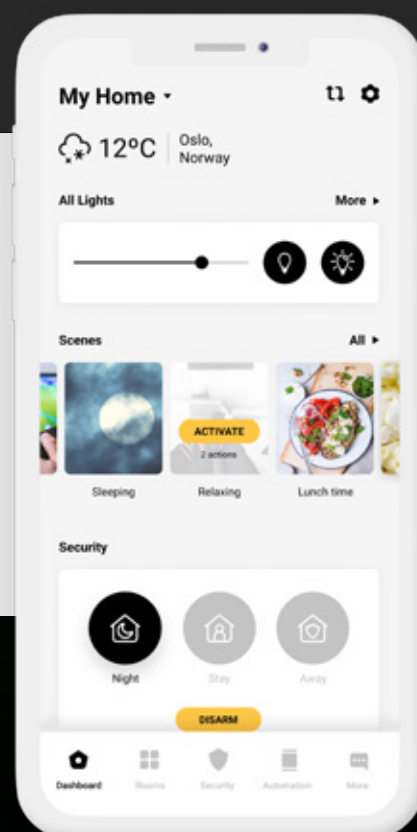 My Home
12ºC
Oslo,
Norway
All Lights
More
Scenes
All
ACTIVATE
2 actions
Sleeping
Relaxing
Lunch time
Security
Night
Stay
Away
DISARM
Dashboard
Rooms
Security
Automation
More